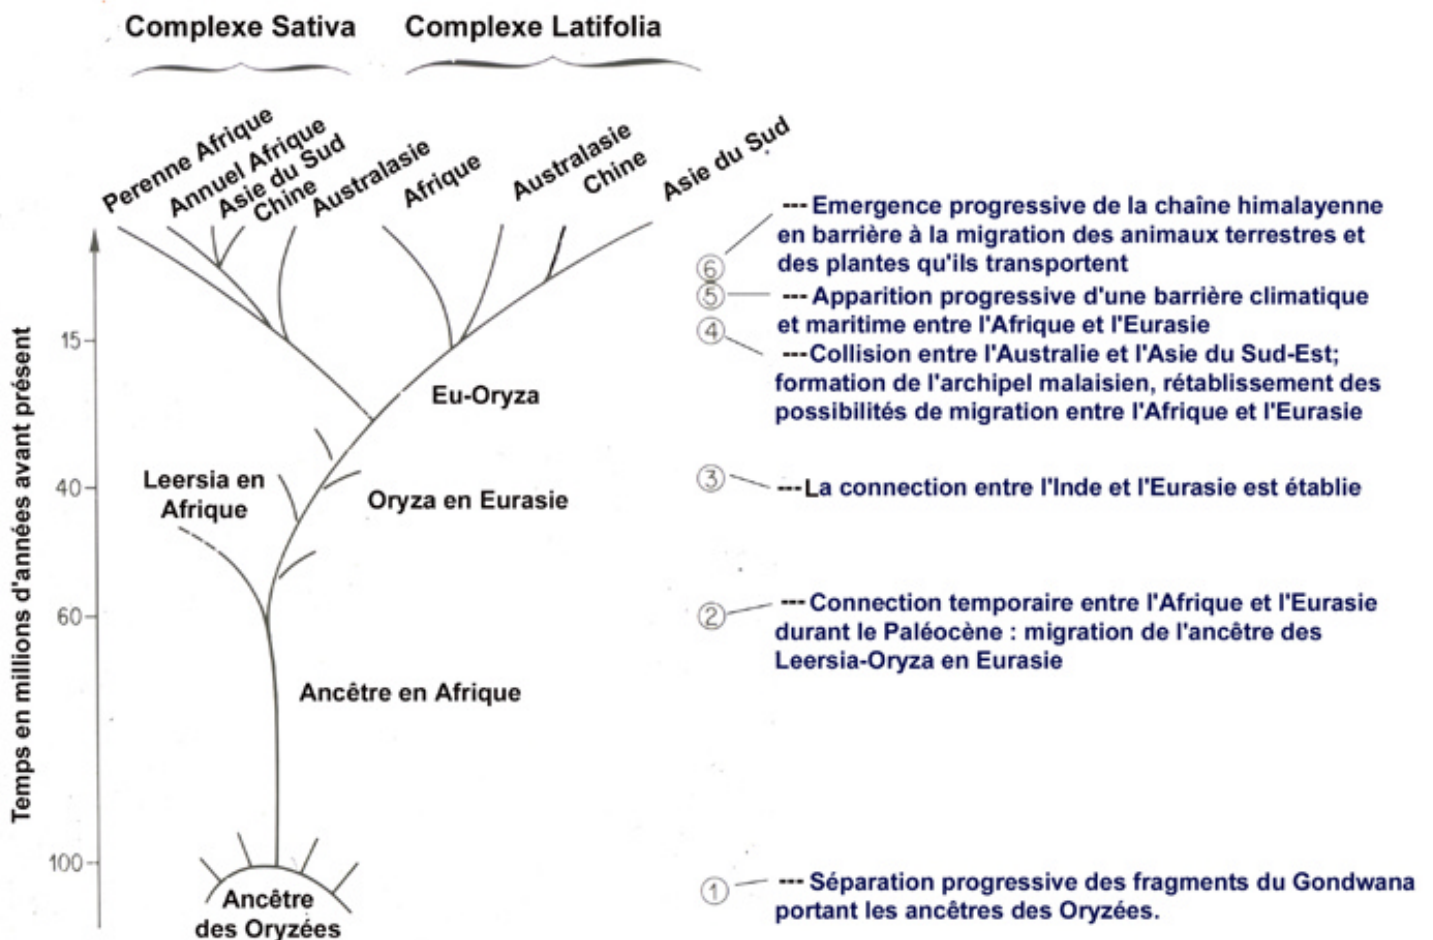 Complexe Sativa
Complexe Latifolia
Perenne Afrique
Annuel Afrique
Asie du Sud
Chine
Australasie
Afrique
Australasie
Chine
Asie du Sud
Temps en millions d'années avant présent
15
40
60
100
Eu-Oryza
Leersia en
Afrique
Oryza en Eurasie
Ancêtre en Afrique
Ancêtre
des Oryzées
6
--- Emergence progressive de la chaîne himalayenne
en barrière à la migration des animaux terrestres et
des plantes qu'ils transportent
5
--- Apparition progressive d'une barrière climatique
et maritime entre l'Afrique et l'Eurasie
4
---Collision entre l'Australie et l'Asie du Sud-Est;
formation de l'archipel malaisien, rétablissement des
possibilités de migration entre l'Afrique et l'Eurasie
3
---La connection entre l'Inde et l'Eurasie est établie
2
--- Connection temporaire entre l'Afrique et l'Eurasie
durant le Paléocène : migration de l'ancêtre des
Leersia-Oryza en Eurasie
1
--- Séparation progressive des fragments du Gondwana
portant les ancêtres des Oryzées.